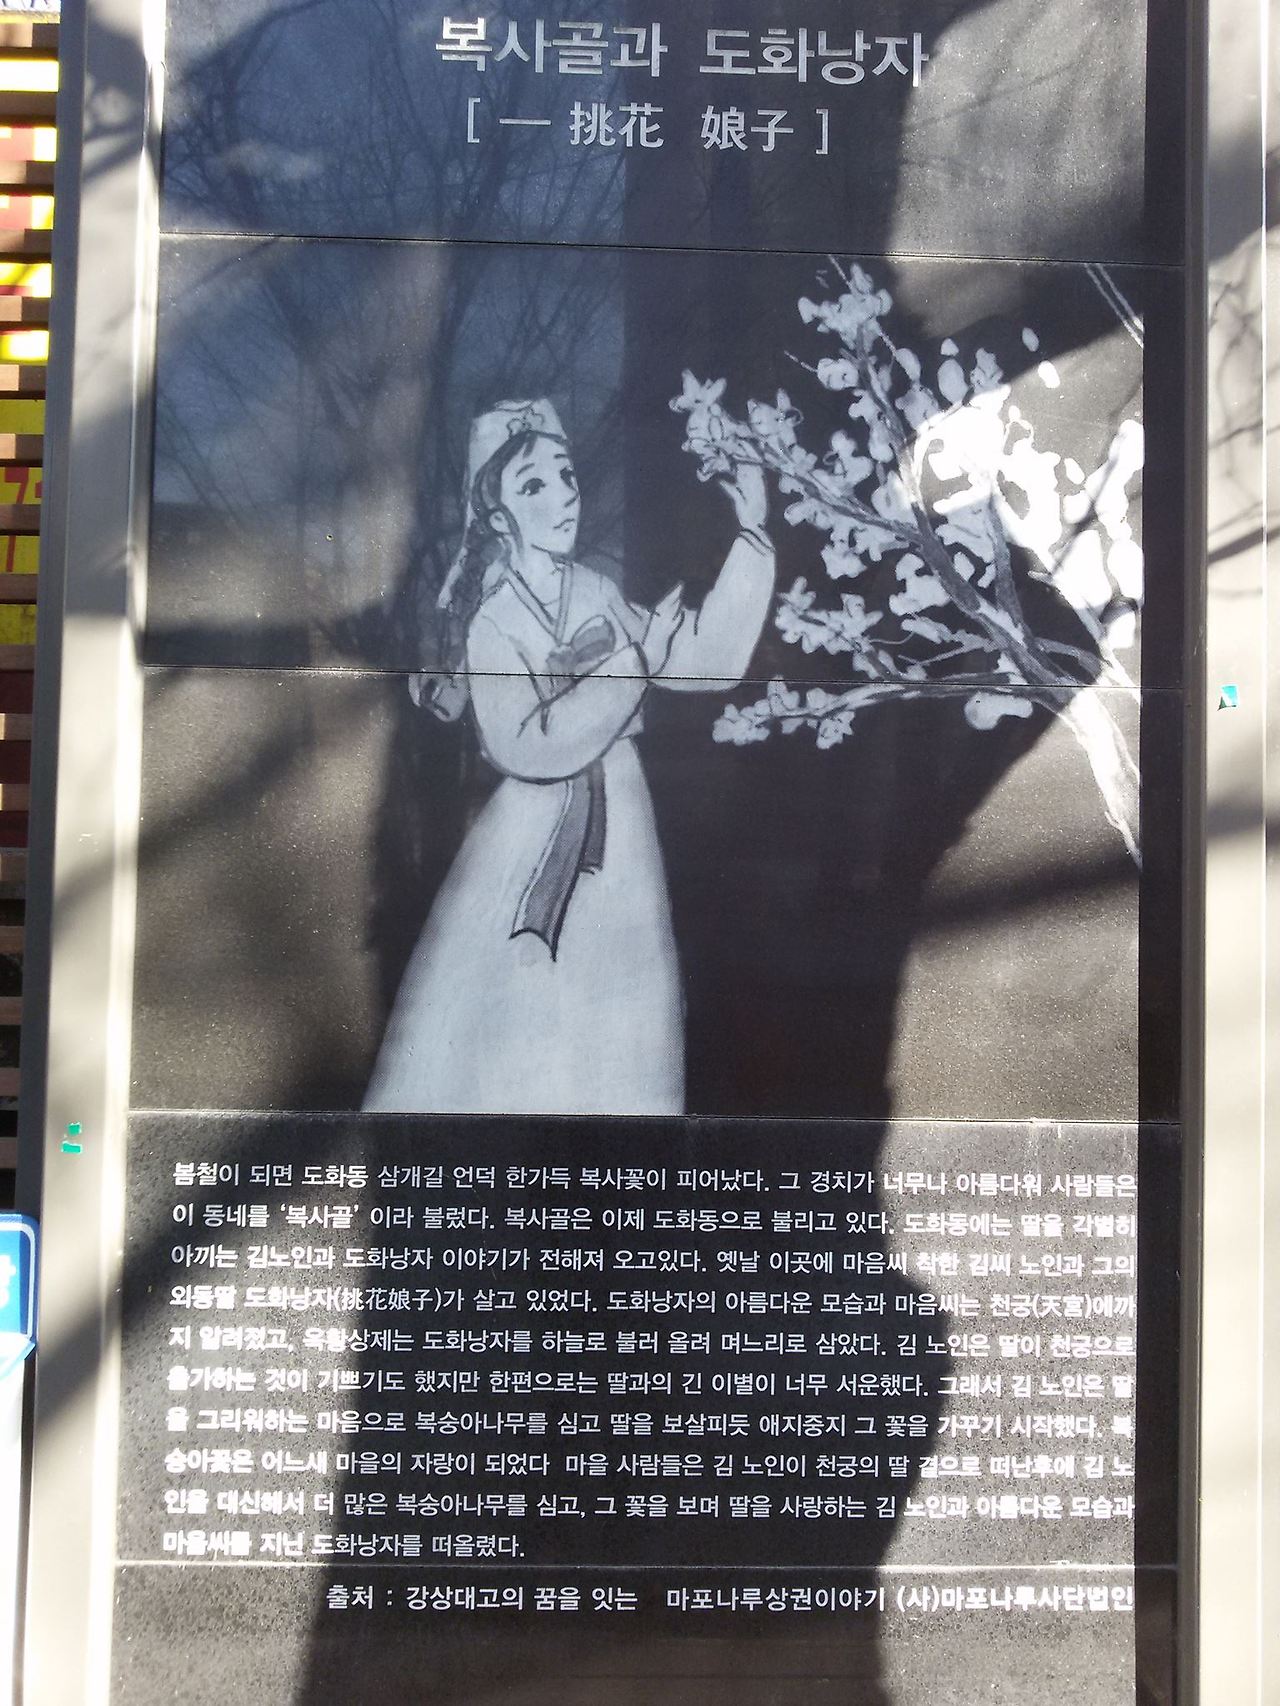 복사골과 도화낭자
[ 一 挑花 娘子 ]
봄철이 되면 도화동 삼개길 언덕 한가득 복사꽃이 피어났다. 그 경치가 너무나 아름다워 사람들은
이 동네를 ‘복사골’ 이라 불렀다. 복사골은 이제 도화동으로 불리고 있다. 도화동에는 딸을 각별히
아끼는 김노인과 도화낭자 이야기가 전해져 오고있다. 옛날 이곳에 마음씨 착한 김씨 노인과 그의
외동딸 도화낭자(挑花娘子)가 살고 있었다. 도화낭자의 아름다운 모습과 마음씨는 천궁(天宮)에까
지 알려졌고, 옥황상제는 도화낭자를 하늘로 불러 올려 며느리로 삼았다. 김 노인은 딸이 천궁으로
출가하는 것이 기쁘기도 했지만 한편으로는 딸과의 긴 이별이 너무 서운했다. 그래서 김 노인은 딸
을 그리워하는 마음으로 복숭아나무를 심고 딸을 보살피듯 애지중지 그 꽃을 가꾸기 시작했다. 복
숭아꽃은 어느새 마을의 자랑이 되었다 마을 사람들은 김 노인이 천궁의 딸 곁으로 떠난후에 김 노
인을 대신해서 더 많은 복숭아나무를 심고, 그 꽃을 보며 딸을 사랑하는 김 노인과 아름다운 모습과
마음씨를 지닌 도화낭자를 떠올렸다.
출처 : 강상대고의 꿈을 잇는 마포나루상권이야기 (사)마포나루사단법인